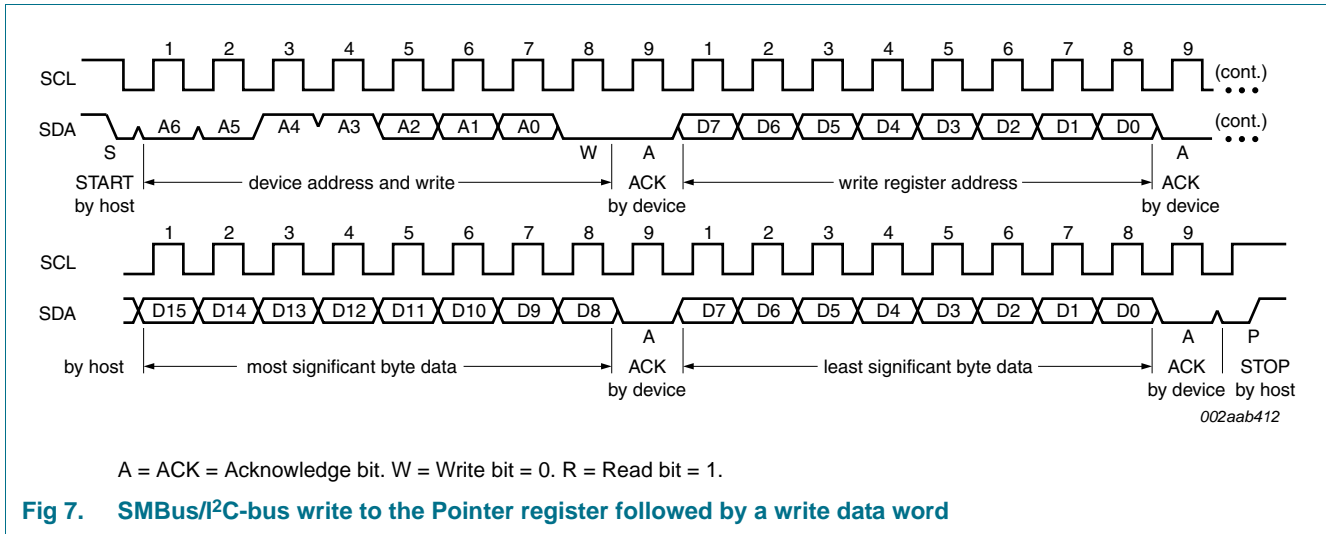 1 2 3 4 5 6 7 8 9 1 2 3 4 5 6 7 8 9
SCL (cont.)
SDA A6 A5 A4 A3 A2 A1 A0 D7 D6 D5 D4 D3 D2 D1 D0 (cont.)
S W A A
START device address and write ACK write register address ACK
by host by device by device
1 2 3 4 5 6 7 8 9 1 2 3 4 5 6 7 8 9
SCL
SDA D15 D14 D13 D12 D11 D10 D9 D8 D7 D6 D5 D4 D3 D2 D1 D0
A A P
by host most significant byte data ACK least significant byte data ACK STOP
by device by device by host
002aab412
A = ACK = Acknowledge bit. W = Write bit = 0. R = Read bit = 1.
Fig 7. SMBus/I²C-bus write to the Pointer register followed by a write data word